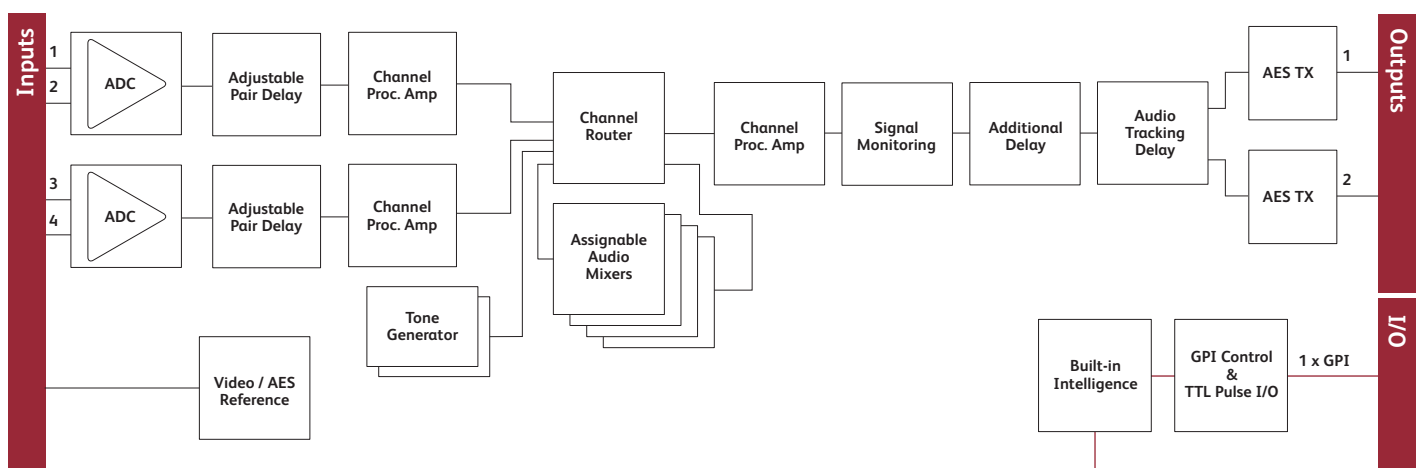 Inputs
1
2
ADC
Adjustable
Pair Delay
Channel
Proc. Amp
3
4
ADC
Adjustable
Pair Delay
Channel
Proc. Amp
Tone
Generator
Video / AES
Reference
Channel
Router
Assignable
Audio
Mixers
Channel
Proc. Amp
Signal
Monitoring
Additional
Delay
Audio
Tracking
Delay
AES TX
1
AES TX
2
Outputs
Built-in
Intelligence
GPI Control
&
TTL Pulse I/O
1 x GPI
I/O